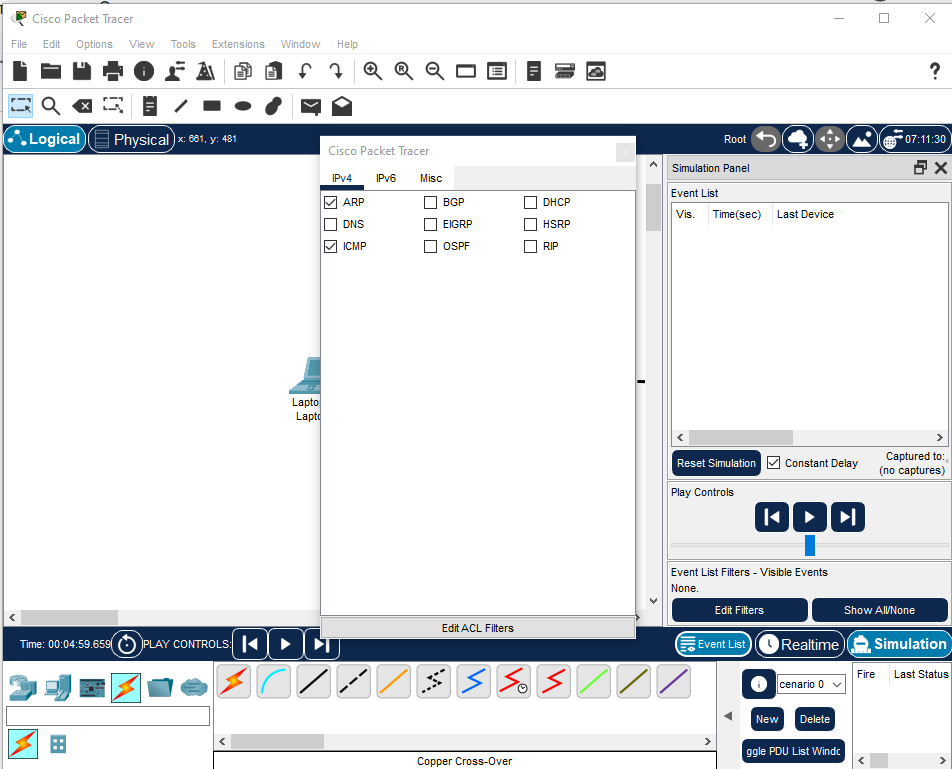 Cisco Packet Tracer
File Edit Options View Tools Extensions Window Help
Logical Physical x: 661, y: 481 Root 07:11:30
Cisco Packet Tracer
IPv4 IPv6 Misc
ARP BGP DHCP
DNS EIGRP HSRP
ICMP OSPF RIP
Edit ACL Filters
Lapto
Lapto
Simulation Panel
Event List
Vis. Time(sec) Last Device
Reset Simulation Constant Delay Captured to:
(no captures)
Play Controls
Event List Filters - Visible Events
None.
Edit Filters Show All/None
Time: 00:04:59.659 PLAY CONTROLS: Event List Realtime Simulation
cenario 0 Fire Last Status
New Delete
ggle PDU List Windo
Copper Cross-Over